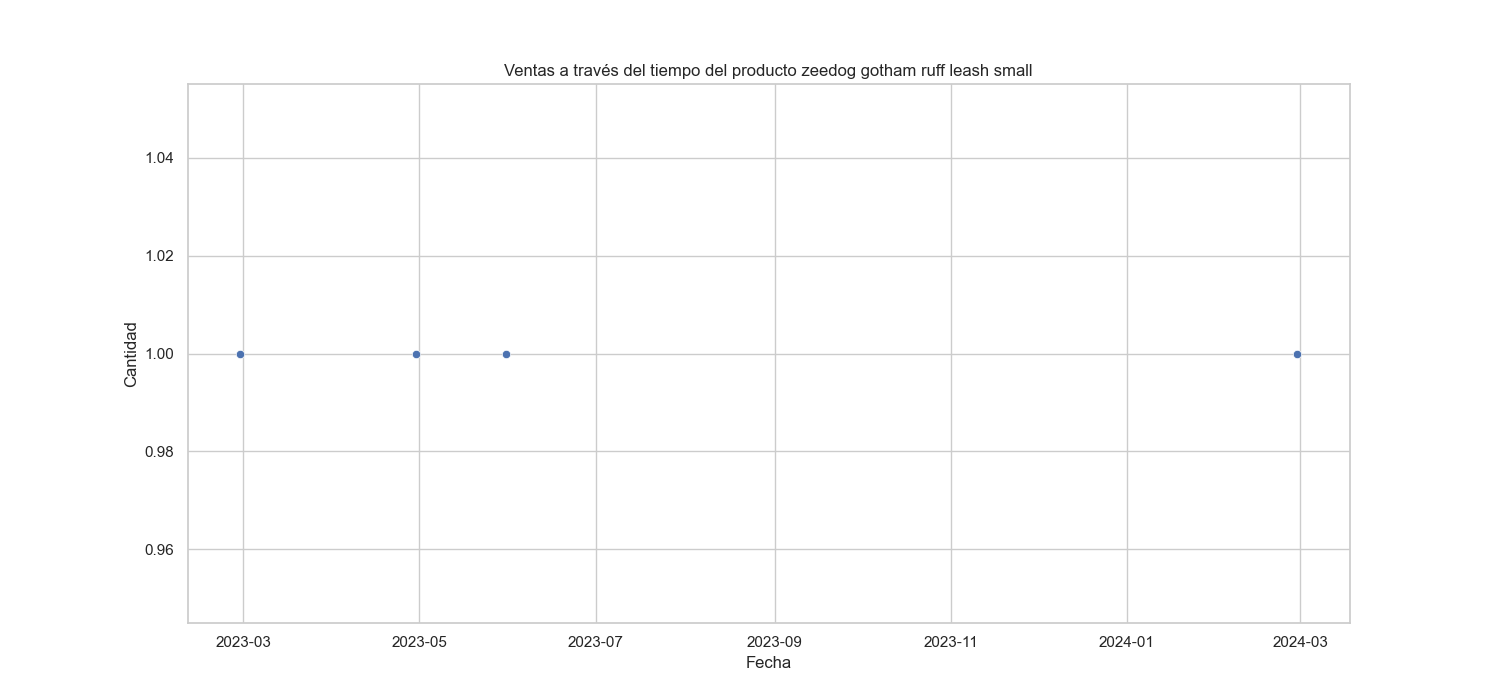 Ventas a través del tiempo del producto zeedog gotham ruff leash small
1.04
1.02
1.00
0.98
0.96
Cantidad
2023-03 2023-05 2023-07 2023-09 2023-11 2024-01 2024-03
Fecha